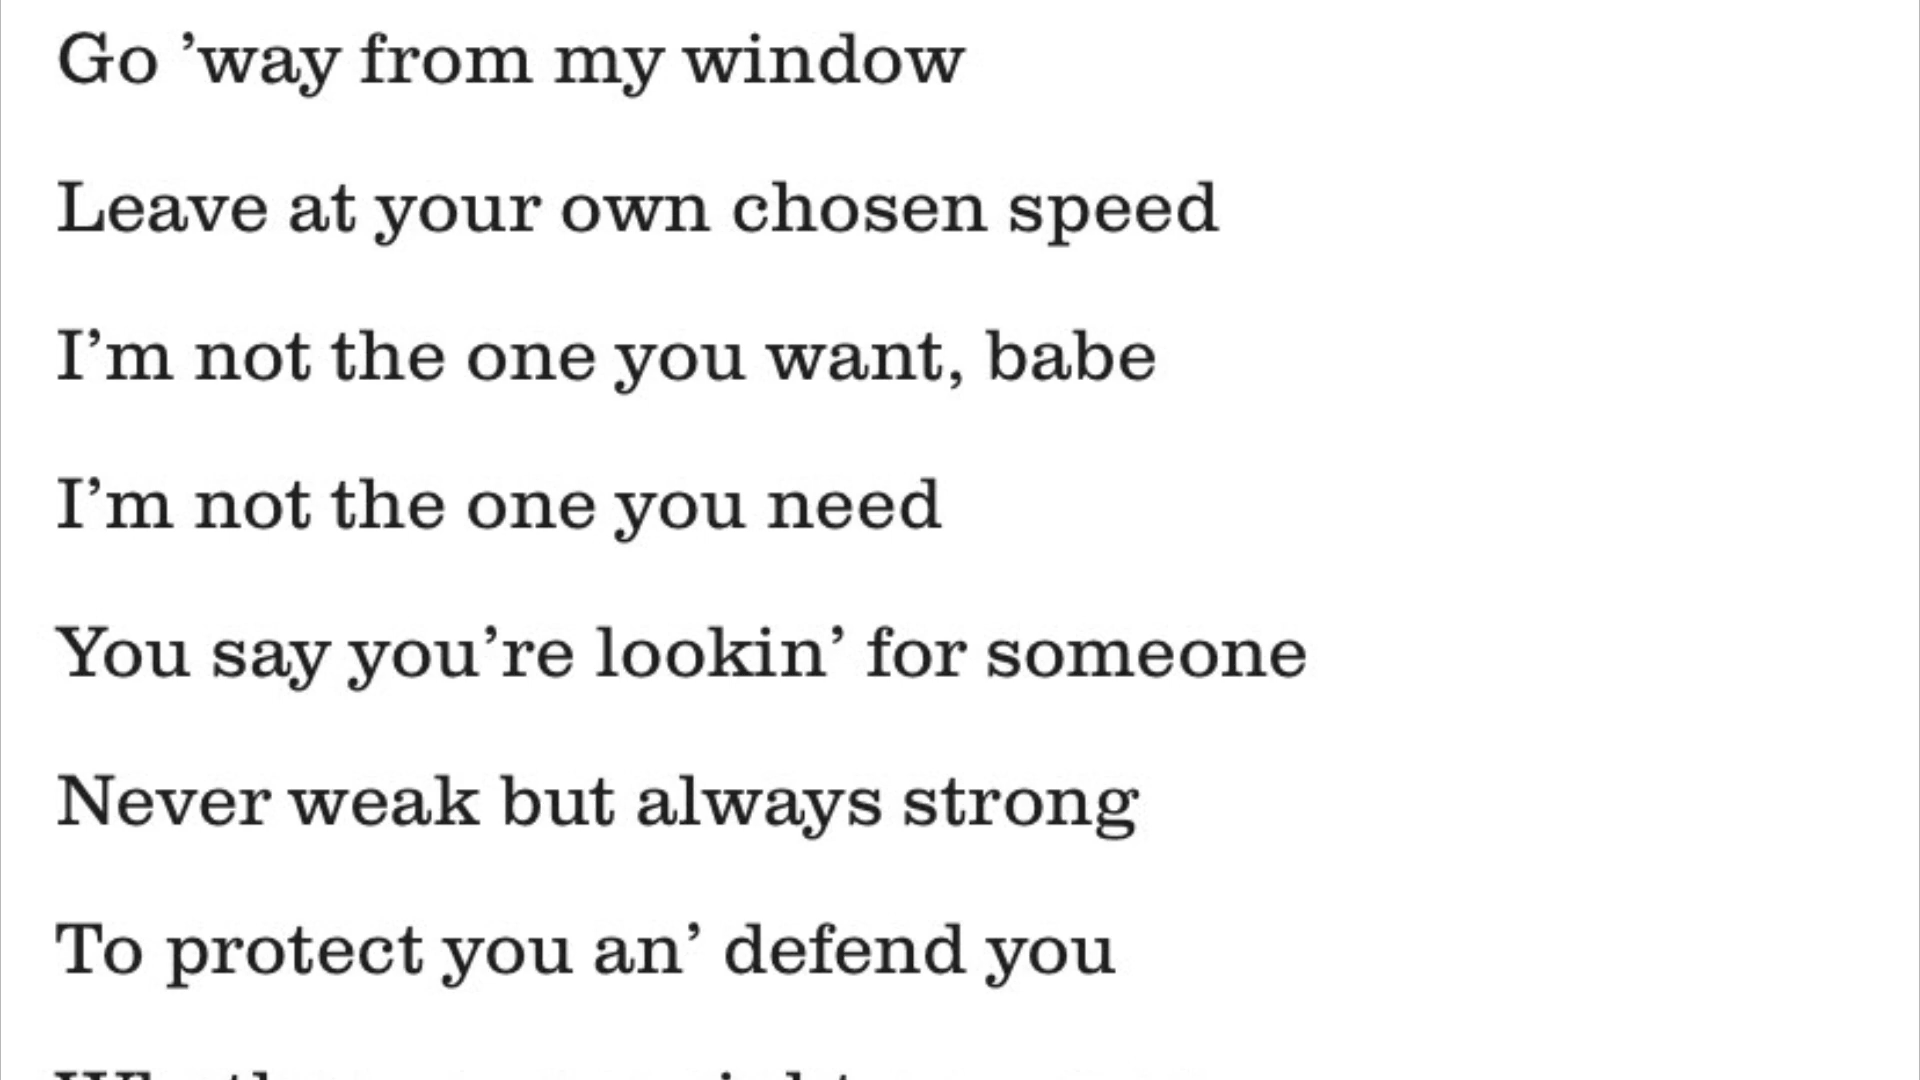 Go ’way from my window
Leave at your own chosen speed
I’m not the one you want, babe
I’m not the one you need
You say you’re lookin’ for someone
Never weak but always strong
To protect you an’ defend you